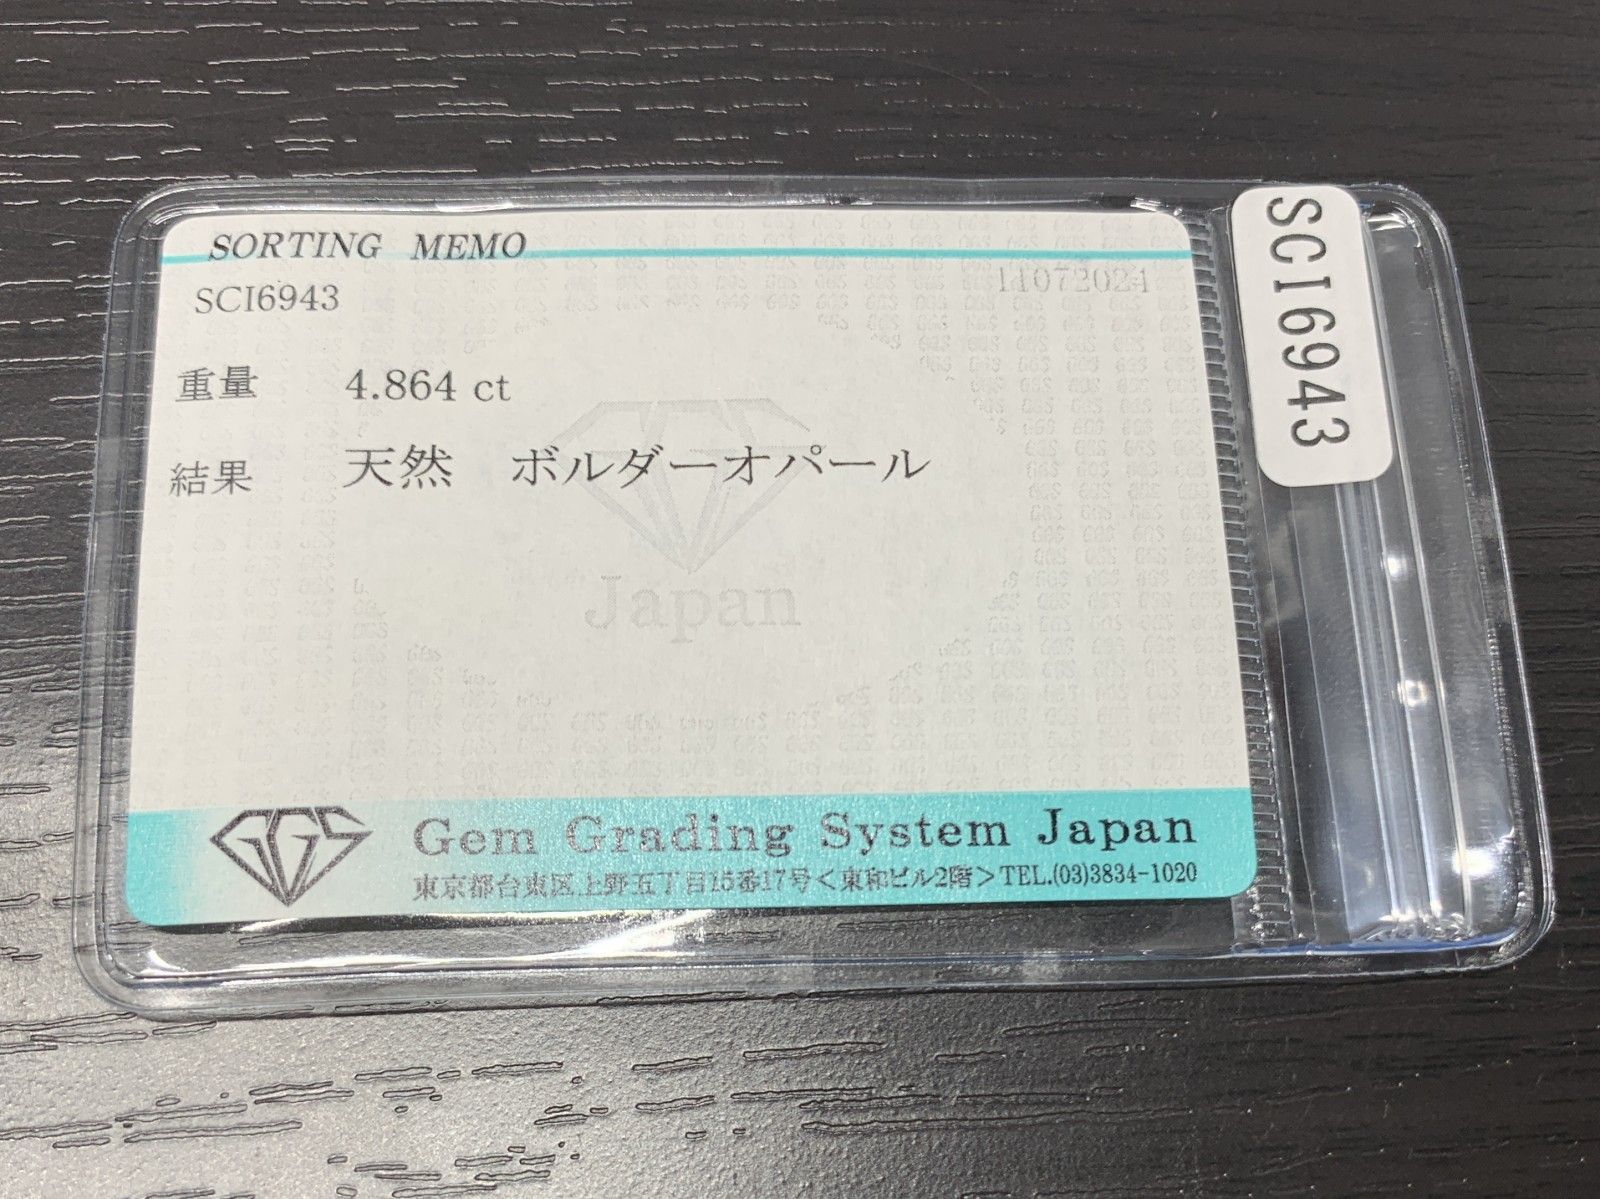 SORTING MEMO
SCI6943
11072024
重量 4.864 ct
結果 天然 ボルダーオパール
Japan
GGS
Gem Grading System Japan
東京都台東区上野五丁目15番17号<東和ビル2階>TEL.(03)3834-1020
SCI6943